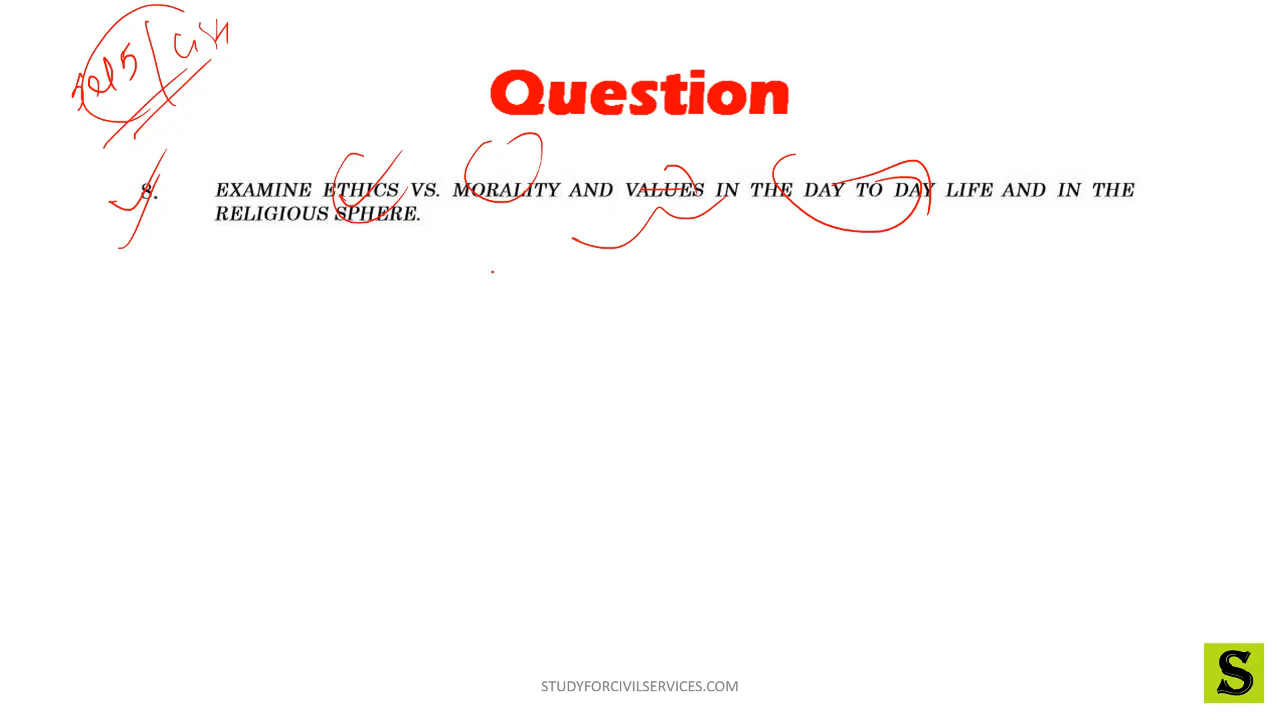 Question
8. EXAMINE ETHICS VS. MORALITY AND VALUES IN THE DAY TO DAY LIFE AND IN THE
RELIGIOUS SPHERE.
STUDYFORCIVILSERVICES.COM
S